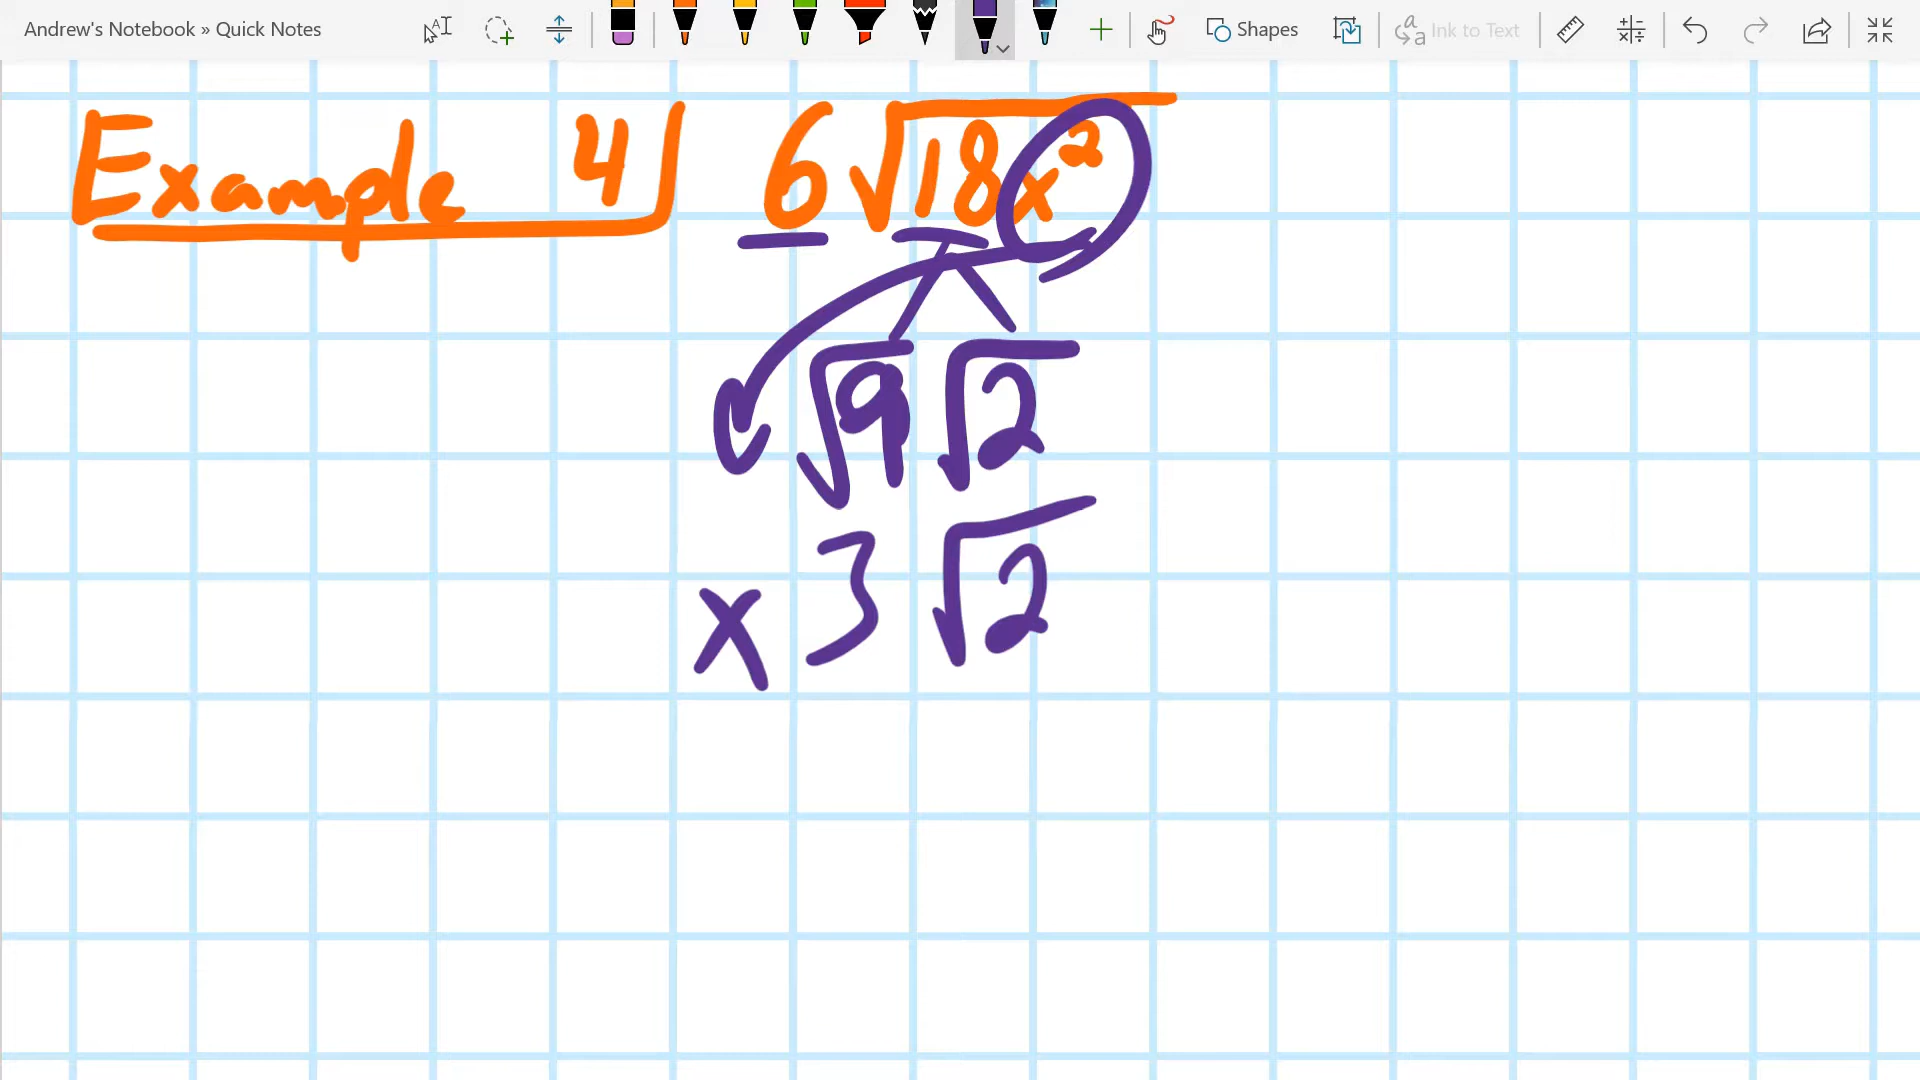 Andrew's Notebook » Quick Notes Shapes Ink to Text
Example 4 6√18x²
√9 √2
x 3 √2